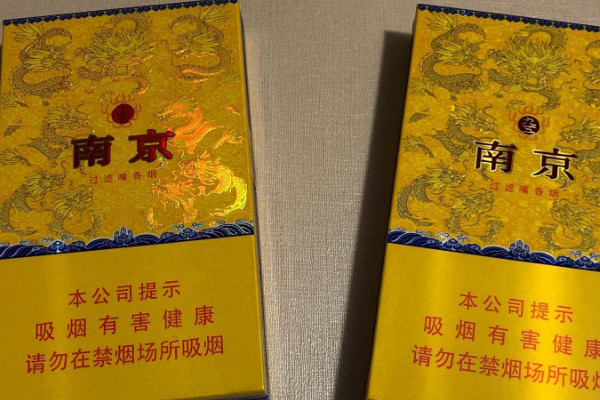 南京
过滤嘴香烟
本公司提示
吸烟有害健康
请勿在禁烟场所吸烟
南京
过滤嘴香烟
本公司提示
吸烟有害健康
请勿在禁烟场所吸烟